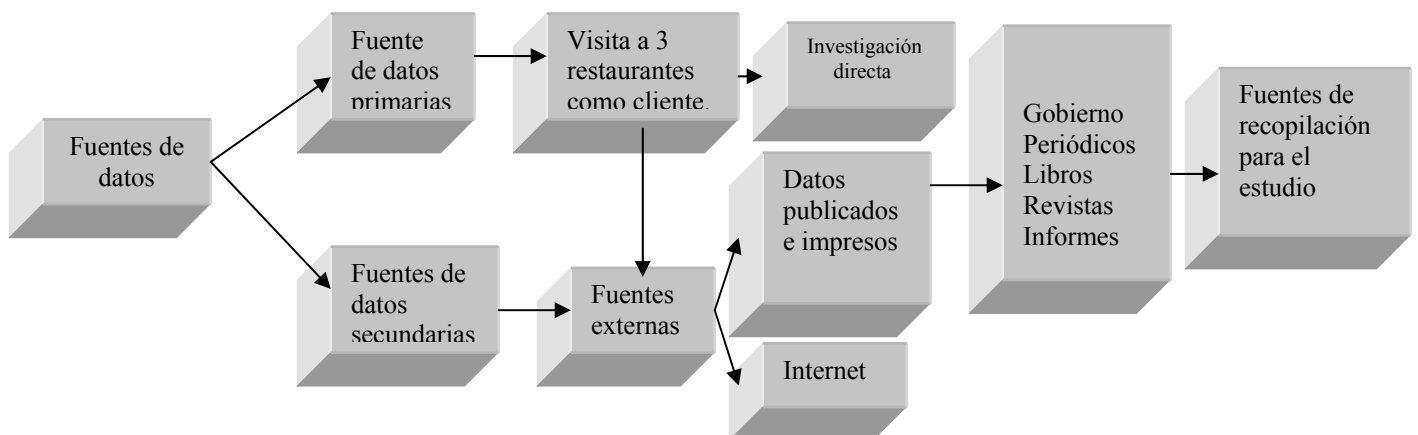 Fuentes de
datos
Fuente
de datos
primarias
Visita a 3
restaurantes
como cliente.
Investigación
directa
Fuentes de
datos
secundarias
Fuentes
externas
Datos
publicados
e impresos
Internet
Gobierno
Periódicos
Libros
Revistas
Informes
Fuentes de
recopilación
para el
estudio